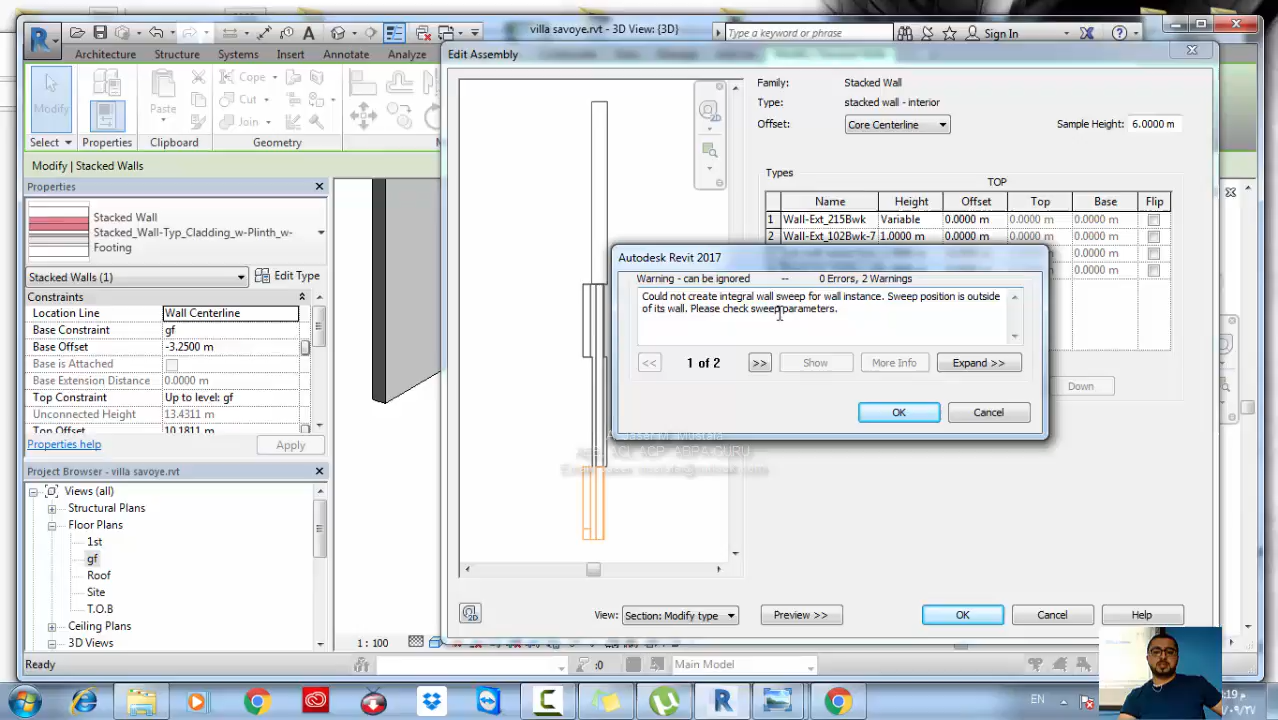 villa savoye.rvt - 3D View: {3D}
Type a keyword or phrase
Sign In
Architecture Structure Systems Insert Annotate Analyze
Modify
Paste
Cope
Cut
Join
Select Properties Clipboard Geometry
Modify | Stacked Walls
Properties
Stacked Wall
Stacked_Wall-Typ_Cladding_w-Plinth_w-
Footing
Stacked Walls (1) Edit Type
Constraints
Location Line Wall Centerline
Base Constraint gf
Base Offset -3.2500 m
Base is Attached
Base Extension Distance 0.0000 m
Top Constraint Up to level: gf
Unconnected Height 13.4311 m
Top Offset 10.1811 m
Properties help Apply
Project Browser - villa savoye.rvt
Views (all)
Structural Plans
Floor Plans
1st
gf
Roof
Site
T.O.B
Ceiling Plans
3D Views
Ready
1 : 100
:0
Main Model
Edit Assembly
Family: Stacked Wall
Type: stacked wall - interior
Offset: Core Centerline Sample Height: 6.0000 m
Types
TOP
Name Height Offset Top Base Flip
1 Wall-Ext_215Bwk Variable 0.0000 m 0.0000 m 0.0000 m
2 Wall-Ext_102Bwk-7 1.0000 m 0.0000 m 0.0000 m 0.0000 m
Down
View: Section: Modify type Preview >> OK Cancel Help
Autodesk Revit 2017
Warning - can be ignored -- 0 Errors, 2 Warnings
Could not create integral wall sweep for wall instance. Sweep position is outside
of its wall. Please check sweep parameters.
<< 1 of 2 >> Show More Info Expand >>
OK Cancel
EN